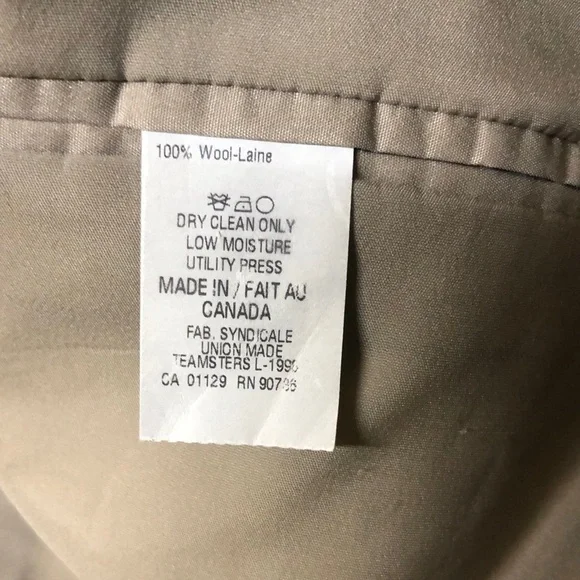 100% Wool-Laine
DRY CLEAN ONLY
LOW MOISTURE
UTILITY PRESS
MADE IN / FAIT AU
CANADA
FAB. SYNDICALE
UNION MADE
TEAMSTERS
CA 01129 RN